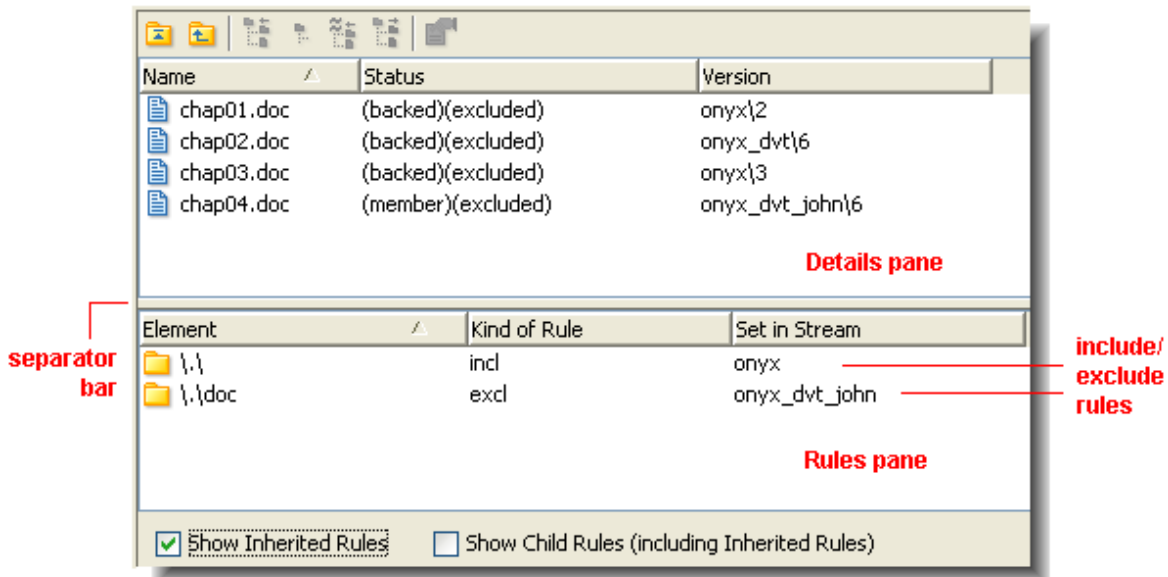 Name Status Version
chap01.doc (backed)(excluded) onyx\2
chap02.doc (backed)(excluded) onyx_dvt\6
chap03.doc (backed)(excluded) onyx\3
chap04.doc (member)(excluded) onyx_dvt_john\6
Details pane
separator
bar
Element Kind of Rule Set in Stream
\.\ incl onyx
\.\doc excl onyx_dvt_john
include/
exclude
rules
Rules pane
Show Inherited Rules Show Child Rules (including Inherited Rules)